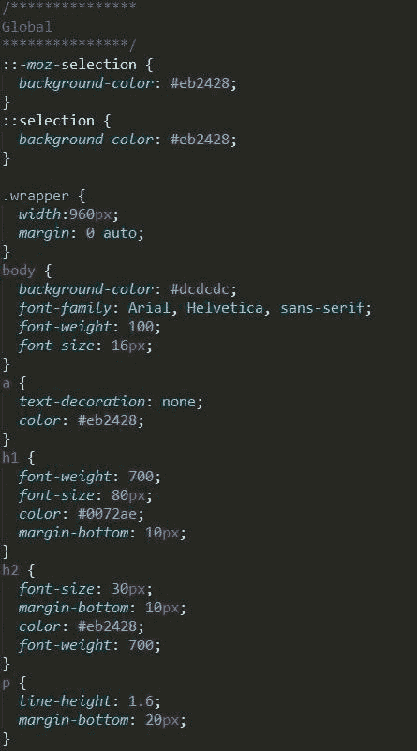 /***************
Global
***************/
::-moz-selection {
background-color: #eb2428;
}
::selection {
background color: #eb2428;
}
.wrapper {
width:960px;
margin: 0 auto;
}
body {
background-color: #dcdcdc;
font-family: Arial, Helvetica, sans-serif;
font-weight: 100;
font size: 16px;
}
a {
text-decoration: none;
color: #eb2428;
}
h1 {
font-weight: 700;
font-size: 80px;
color: #0072ae;
margin-bottom: 10px;
}
h2 {
font-size: 30px;
margin-bottom: 10px;
color: #eb2428;
font-weight: 700;
}
p {
line-height: 1.6;
margin-bottom: 20px;
}